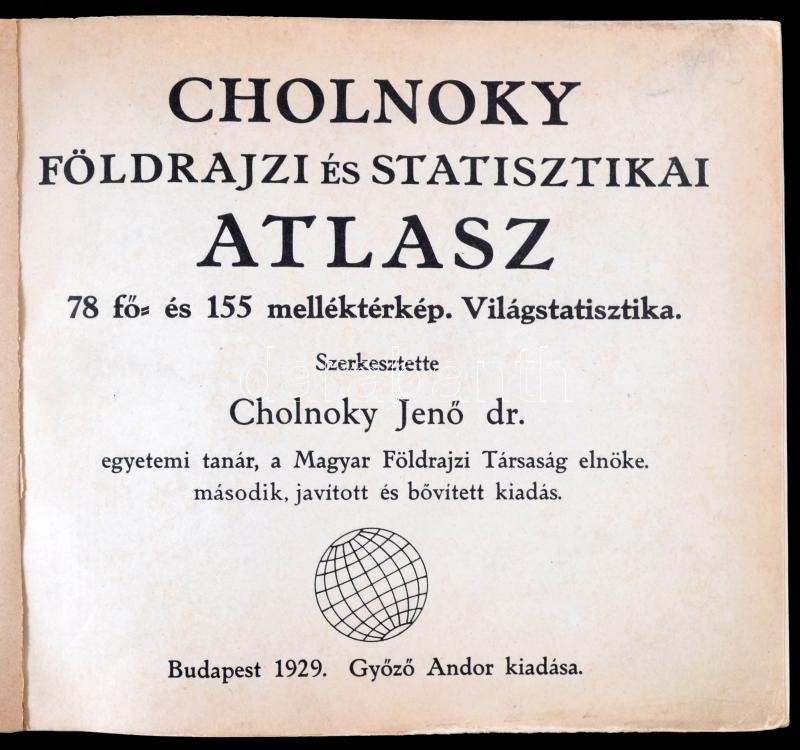 CHOLNOKY
FÖLDRAJZI ÉS STATISZTIKAI
ATLASZ
78 fő= és 155 melléktérkép. Világstatisztika.
Szerkesztette
darabanth
Cholnoky Jenő dr.
egyetemi tanár, a Magyar Földrajzi Társaság elnöke.
második, javított és bővített kiadás.
Budapest 1929. Győző Andor kiadása.